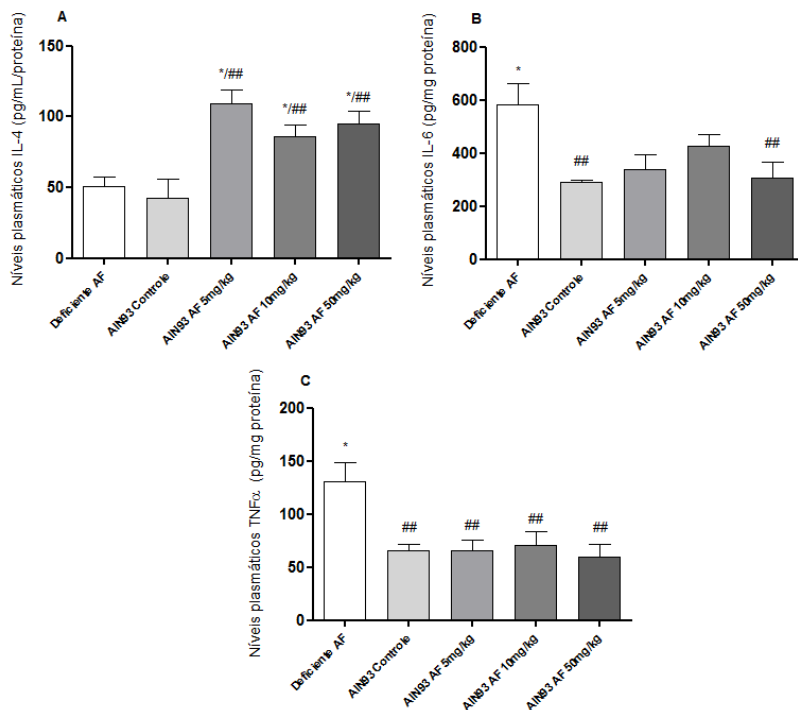 A
Níveis plasmáticos IL-4 (pg/mL/proteína)
150
100
50
0
*/##
*/##
*/##
Deficiente AF
AIN93 Controle
AIN93 AF 5mg/kg
AIN93 AF 10mg/kg
AIN93 AF 50mg/kg
B
Níveis plasmáticos IL-6 (pg/mg proteína)
800
600
400
200
0
*
##
##
Deficiente AF
AIN93 Controle
AIN93 AF 5mg/kg
AIN93 AF 10mg/kg
AIN93 AF 50mg/kg
C
Níveis plasmáticos TNFα (pg/mg proteína)
200
150
100
50
0
*
##
##
##
##
Deficiente AF
AIN93 Controle
AIN93 AF 5mg/kg
AIN93 AF 10mg/kg
AIN93 AF 50mg/kg